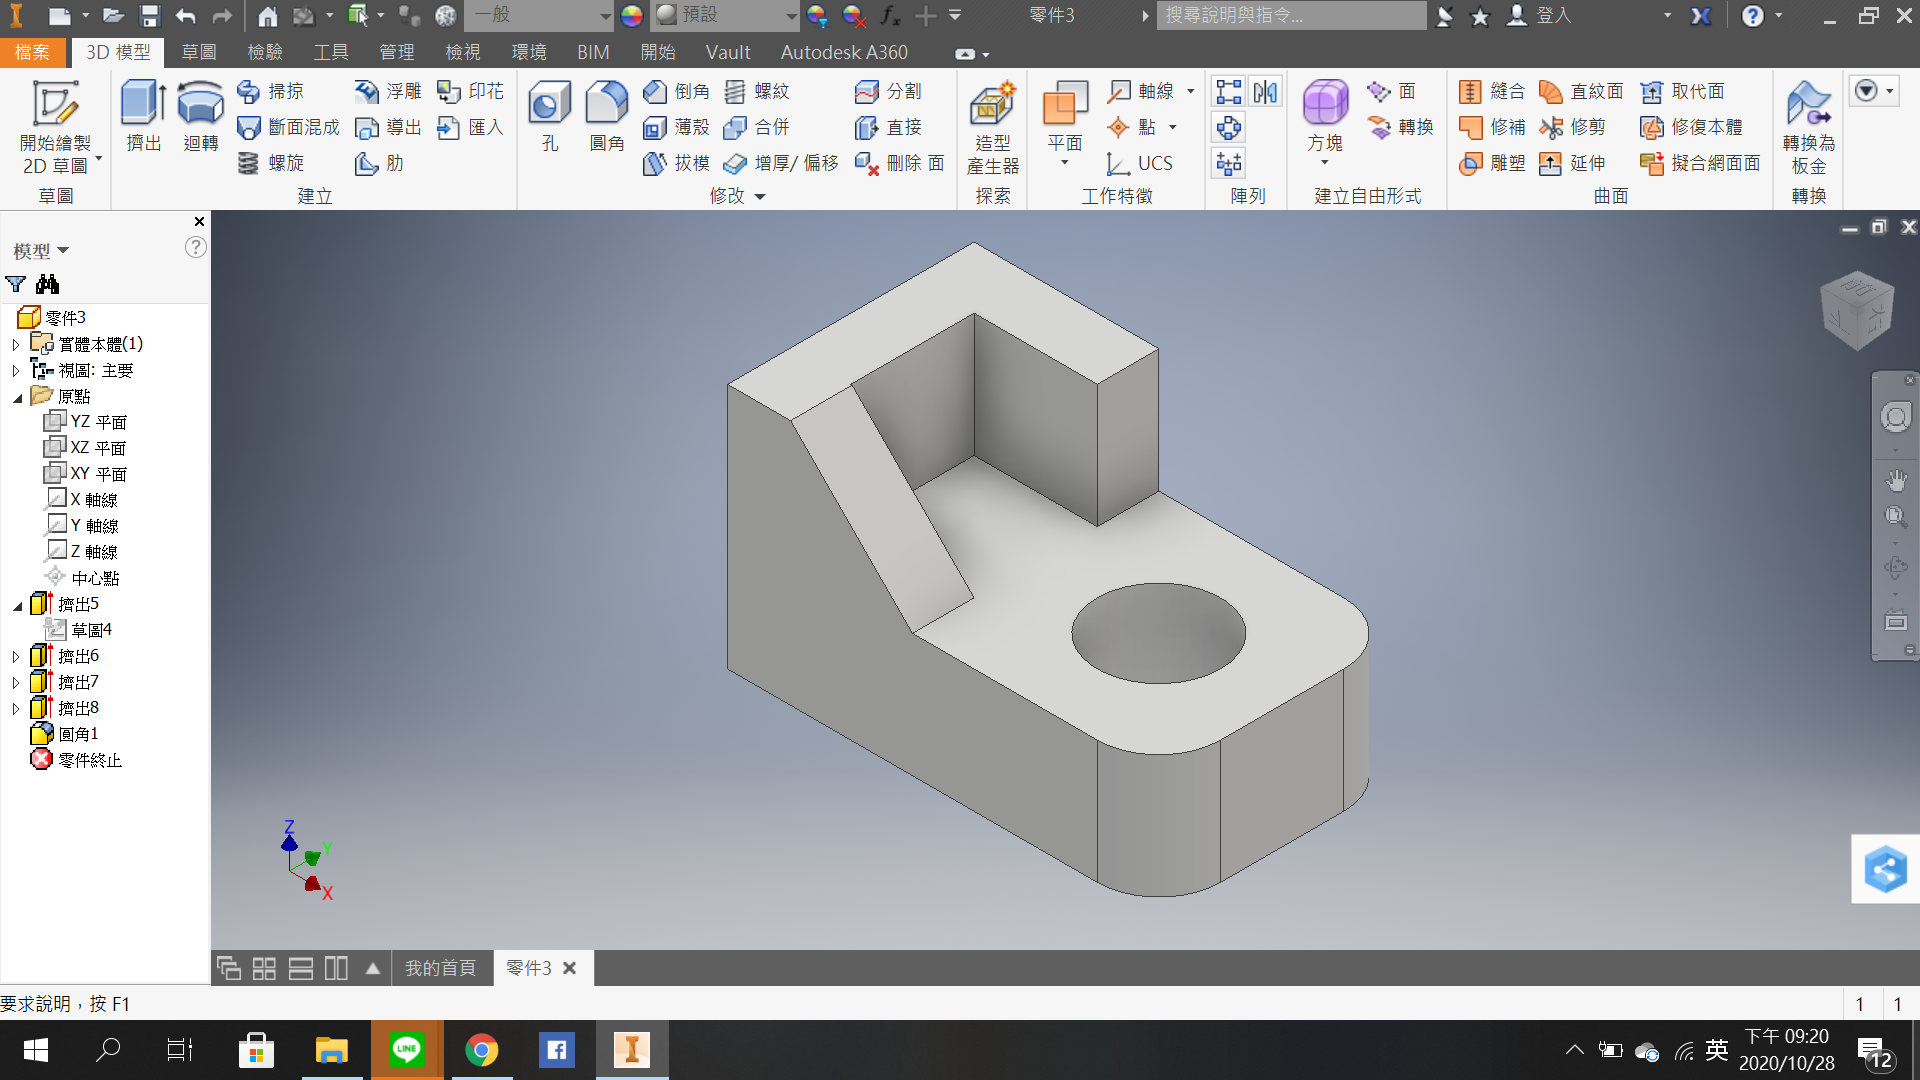 一般
預設
零件3
搜尋說明與指令...
登入
檔案
3D 模型
草圖
檢驗
工具
管理
檢視
環境
BIM
開始
Vault
Autodesk A360
開始繪製
2D 草圖
擠出
迴轉
掃掠
斷面混成
螺旋
浮雕
導出
肋
印花
匯入
孔
圓角
倒角
薄殼
拔模
螺紋
合併
增厚/ 偏移
分割
直接
刪除 面
造型
產生器
平面
軸線
點
UCS
方塊
面
轉換
縫合
修補
雕塑
直紋面
修剪
延伸
取代面
修復本體
擬合網面面
轉換為
板金
草圖
建立
修改
探索
工作特徵
陣列
建立自由形式
曲面
轉換
模型
零件3
實體本體(1)
視圖: 主要
原點
YZ 平面
XZ 平面
XY 平面
X 軸線
Y 軸線
Z 軸線
中心點
擠出5
草圖4
擠出6
擠出7
擠出8
圓角1
零件終止
Z
Y
X
我的首頁
零件3
要求說明，按 F1
1
1
LINE
英
下午 09:20
2020/10/28
12